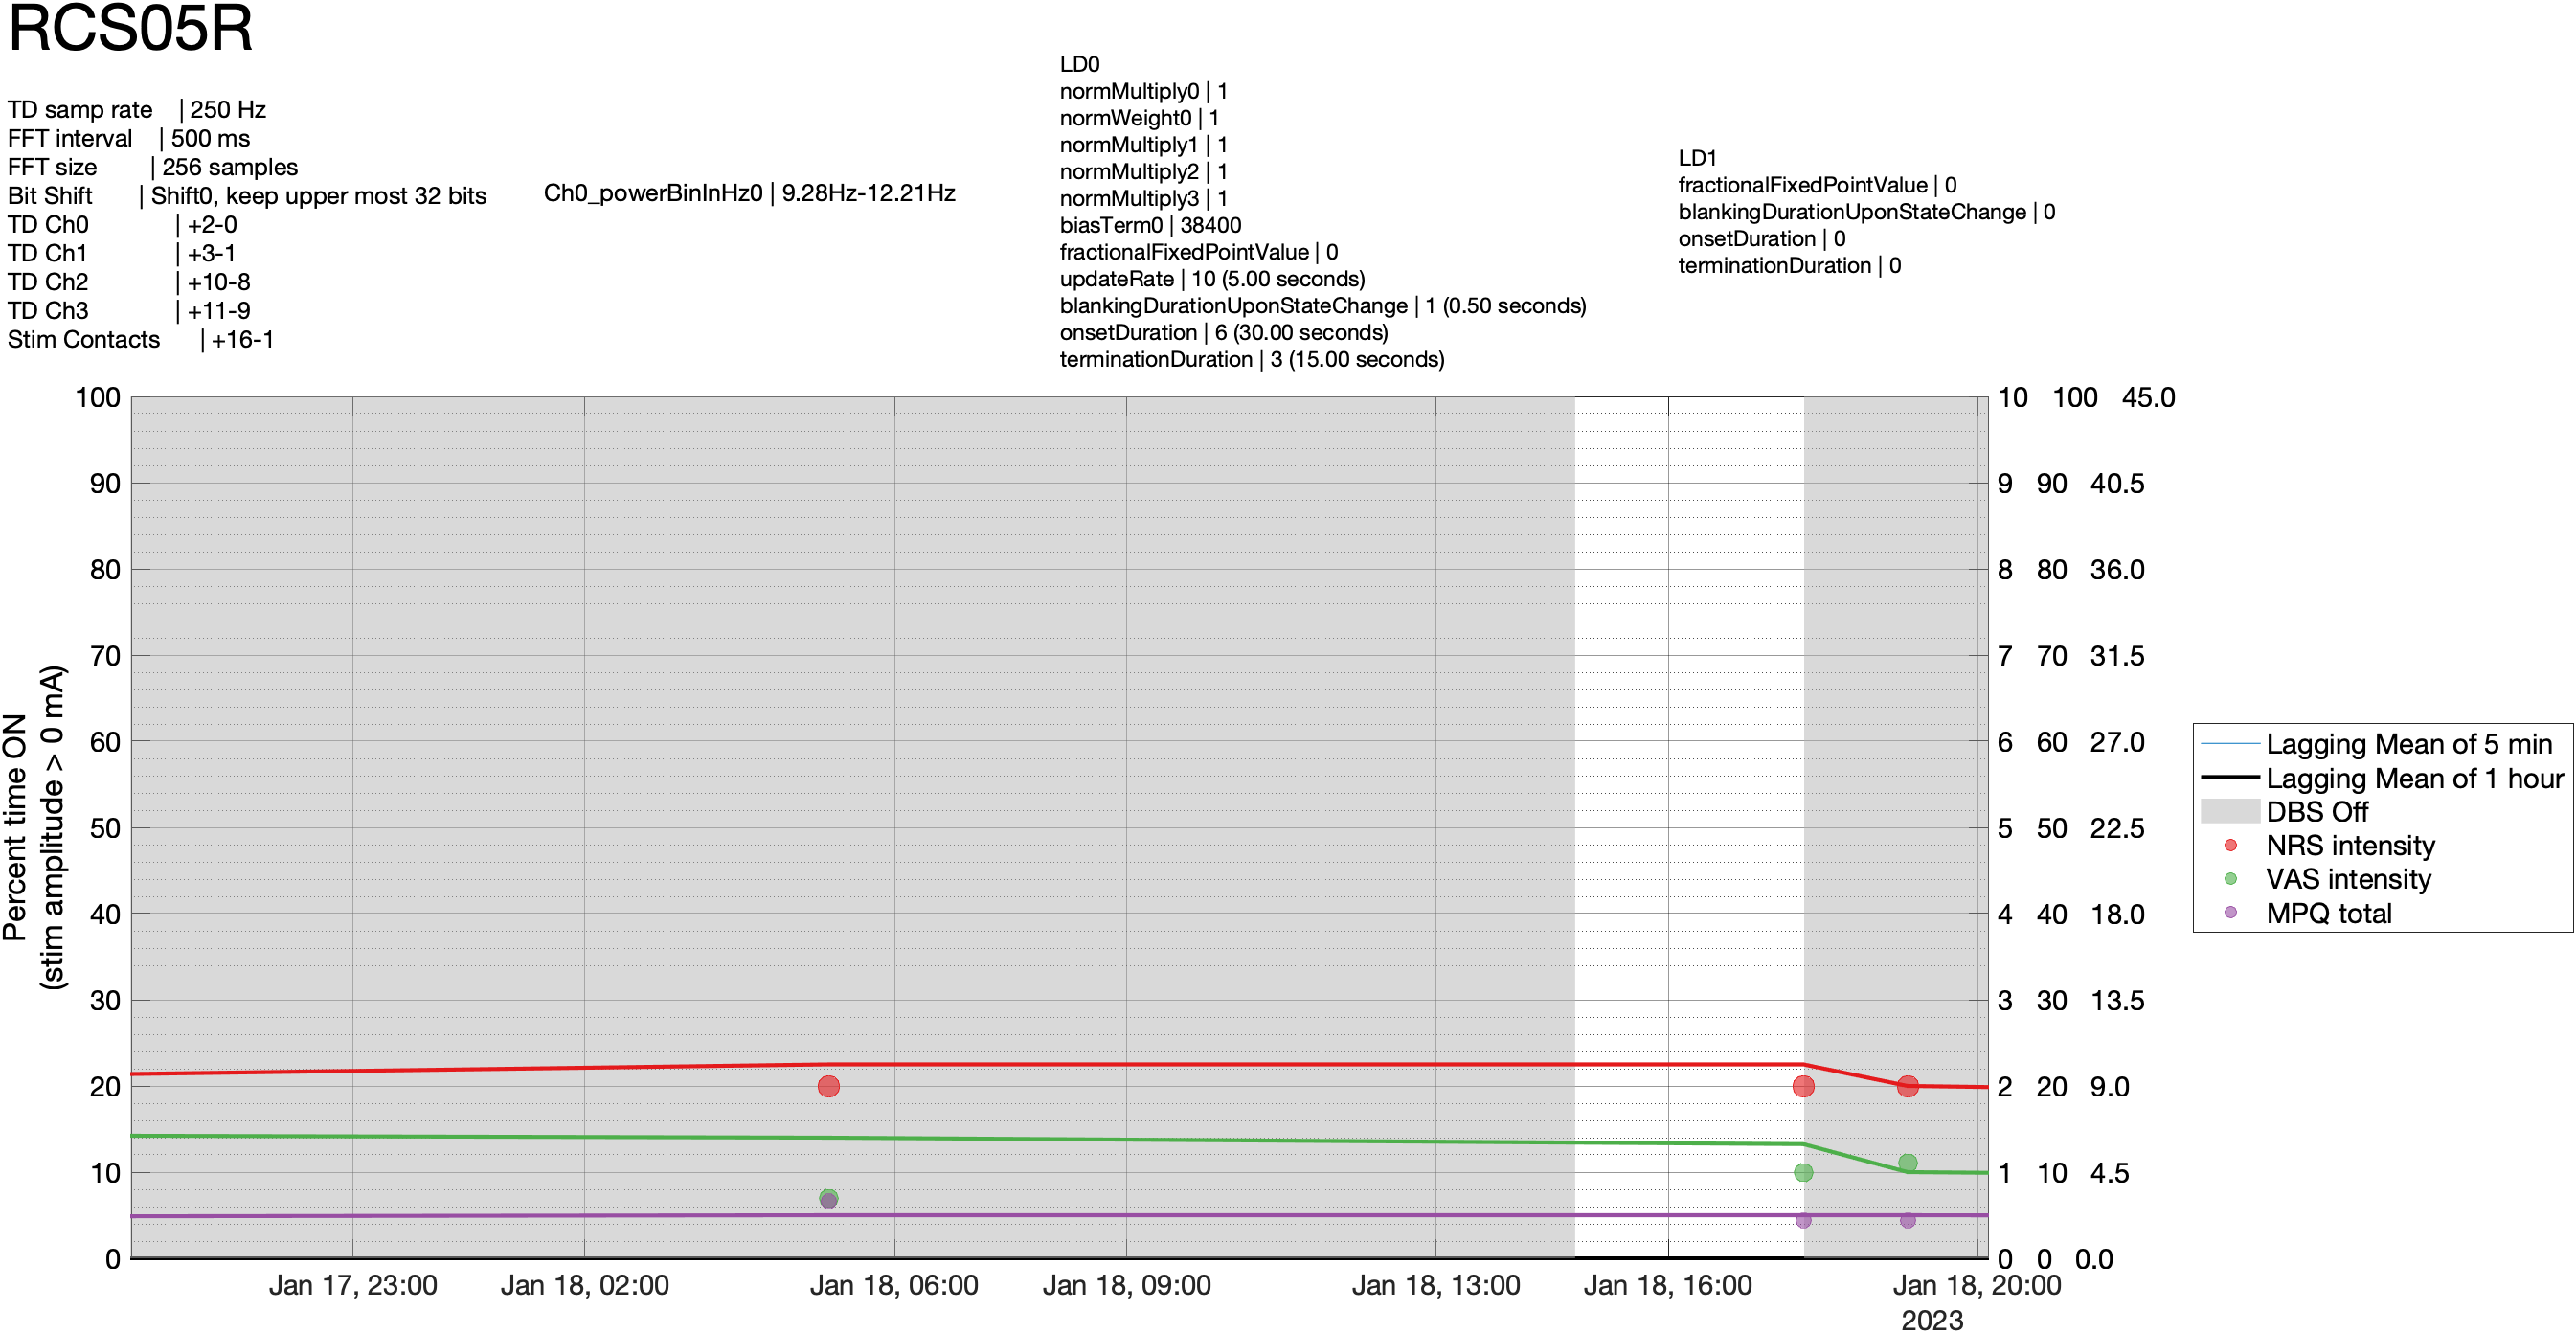 RCS05R
TD samp rate | 250 Hz
FFT interval | 500 ms
FFT size | 256 samples
Bit Shift | Shift0, keep upper most 32 bits
TD Ch0 | +2-0
TD Ch1 | +3-1
TD Ch2 | +10-8
TD Ch3 | +11-9
Stim Contacts | +16-1
Ch0_powerBinInHz0 | 9.28Hz-12.21Hz
LD0
normMultiply0 | 1
normWeight0 | 1
normMultiply1 | 1
normMultiply2 | 1
normMultiply3 | 1
biasTerm0 | 38400
fractionalFixedPointValue | 0
updateRate | 10 (5.00 seconds)
blankingDurationUponStateChange | 1 (0.50 seconds)
onsetDuration | 6 (30.00 seconds)
terminationDuration | 3 (15.00 seconds)
LD1
fractionalFixedPointValue | 0
blankingDurationUponStateChange | 0
onsetDuration | 0
terminationDuration | 0
Percent time ON
(stim amplitude > 0 mA)
100
90
80
70
60
50
40
30
20
10
0
10 100 45.0
9 90 40.5
8 80 36.0
7 70 31.5
6 60 27.0
5 50 22.5
4 40 18.0
3 30 13.5
2 20 9.0
1 10 4.5
0 0 0.0
Jan 17, 23:00
Jan 18, 02:00
Jan 18, 06:00
Jan 18, 09:00
Jan 18, 13:00
Jan 18, 16:00
Jan 18, 20:00
2023
Lagging Mean of 5 min
Lagging Mean of 1 hour
DBS Off
NRS intensity
VAS intensity
MPQ total